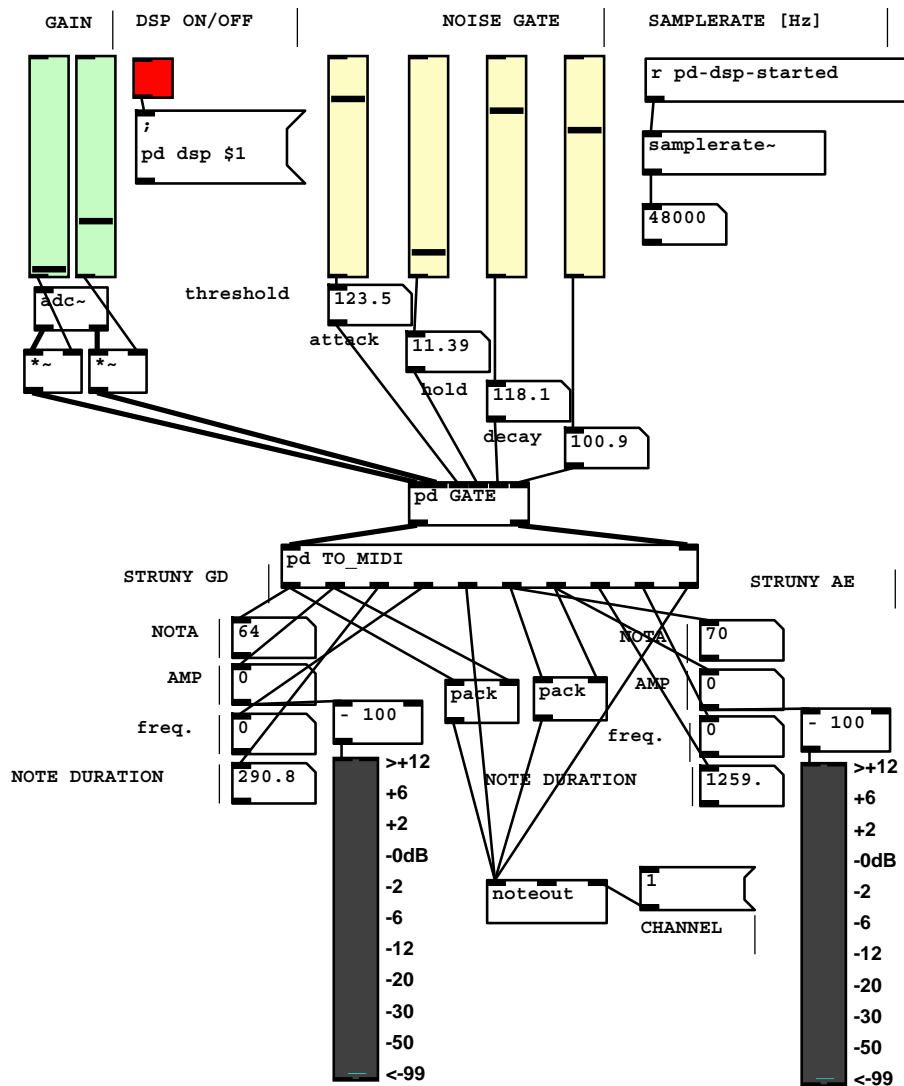 GAIN
DSP ON/OFF
NOISE GATE
SAMPLERATE [Hz]
;
pd dsp $1
r pd-dsp-started
samplerate~
48000
adc~
*~
*~
threshold
123.5
attack
11.39
hold
118.1
decay
100.9
pd GATE
pd TO_MIDI
STRUNY GD
STRUNY AE
NOTA
64
AMP
0
freq.
0
NOTE DURATION
290.8
- 100
pack
pack
NOTA
70
AMP
0
freq.
0
NOTE DURATION
1259.
- 100
>+12
+6
+2
-0dB
-2
-6
-12
-20
-30
-50
<-99
noteout
1
CHANNEL
>+12
+6
+2
-0dB
-2
-6
-12
-20
-30
-50
<-99